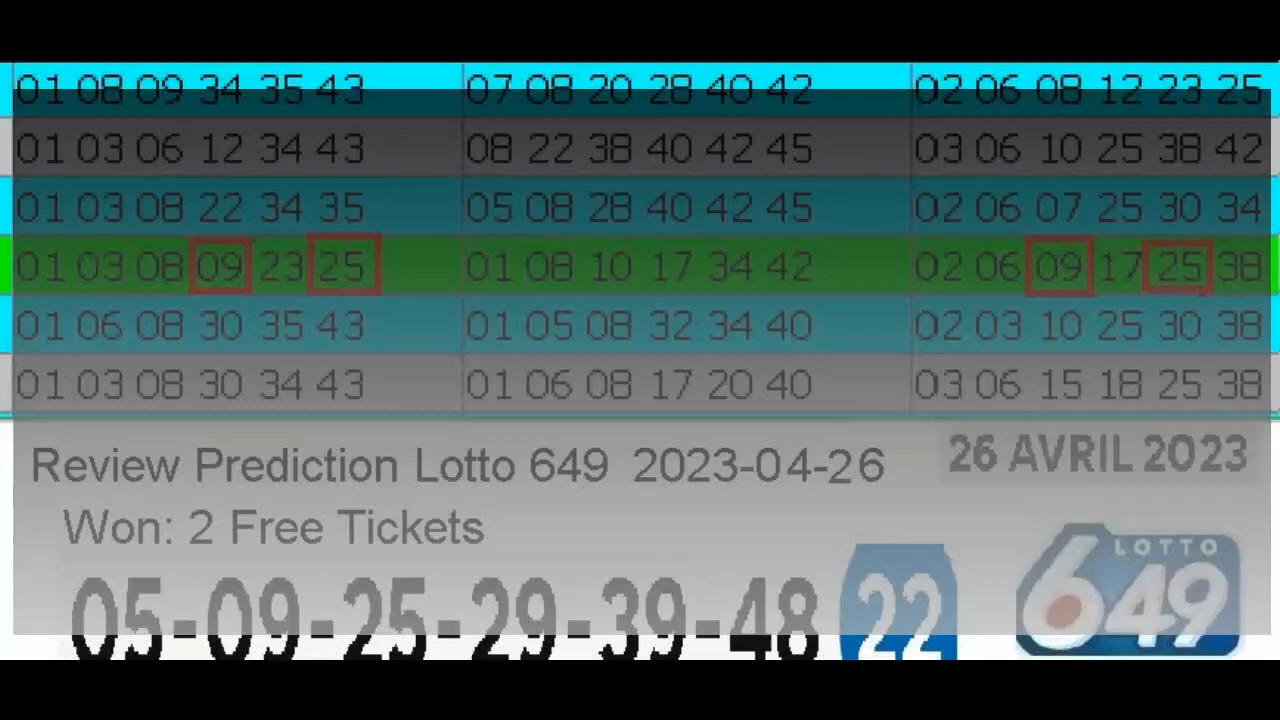 01 08 09 34 35 43 07 08 20 28 40 42 02 06 08 12 23 25
01 03 06 12 34 43 08 22 38 40 42 45 03 06 10 25 38 42
01 03 08 22 34 35 05 08 28 40 42 45 02 06 07 25 30 34
01 03 08 09 23 25 01 08 10 17 34 42 02 06 09 17 25 38
01 06 08 30 35 43 01 05 08 32 34 40 02 03 10 25 30 38
01 03 08 30 34 43 01 06 08 17 20 40 03 06 15 18 25 38
Review Prediction Lotto 649 2023-04-26
26 AVRIL 2023
Won: 2 Free Tickets
05-09-25-29-39-48 22
LOTTO
649